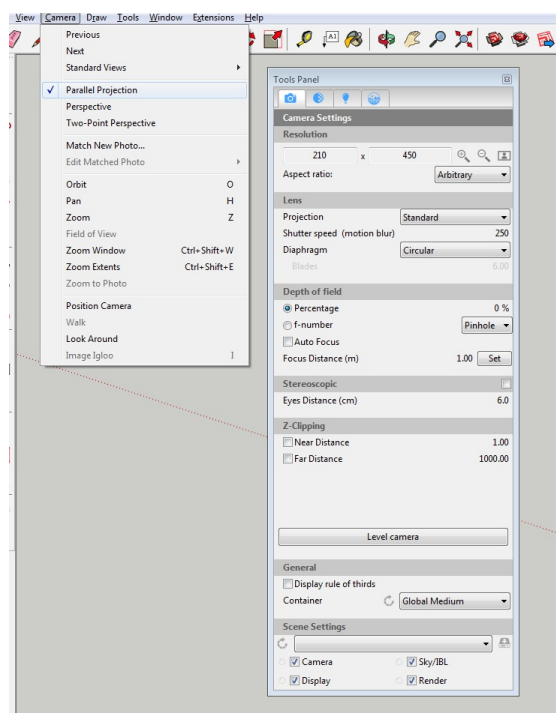 View Camera Draw Tools Window Extensions Help
Previous
Next
Standard Views
Parallel Projection
Perspective
Two-Point Perspective
Match New Photo...
Edit Matched Photo
Orbit O
Pan H
Zoom Z
Field of View
Zoom Window Ctrl+Shift+W
Zoom Extents Ctrl+Shift+E
Zoom to Photo
Position Camera
Walk
Look Around
Image Igloo I
A1
Tools Panel
Camera Settings
Resolution
210 x 450
Aspect ratio: Arbitrary
Lens
Projection Standard
Shutter speed (motion blur) 250
Diaphragm Circular
Blades 6.00
Depth of field
Percentage 0 %
f-number Pinhole
Auto Focus
Focus Distance (m) 1.00 Set
Stereoscopic
Eyes Distance (cm) 6.0
Z-Clipping
Near Distance 1.00
Far Distance 1000.00
Level camera
General
Display rule of thirds
Container Global Medium
Scene Settings
Camera Sky/IBL
Display Render